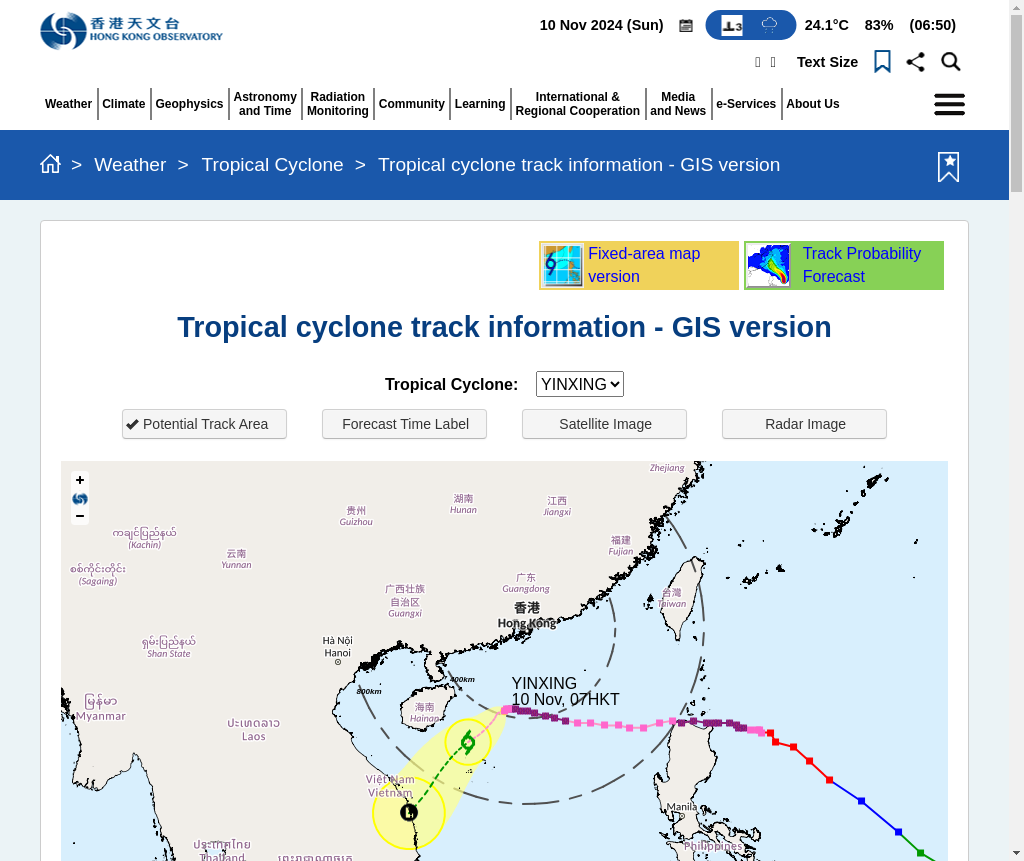 香港天文台
HONG KONG OBSERVATORY
10 Nov 2024 (Sun)
3
24.1°C 83% (06:50)
Text Size
Weather
Climate
Geophysics
Astronomy
and Time
Radiation
Monitoring
Community
Learning
International &
Regional Cooperation
Media
and News
e-Services
About Us
> Weather > Tropical Cyclone > Tropical cyclone track information - GIS version
Fixed-area map
version
Track Probability
Forecast
Tropical cyclone track information - GIS version
Tropical Cyclone: YINXING
Potential Track Area
Forecast Time Label
Satellite Image
Radar Image
+
−
Zhejiang
湖南
Hunan
江西
Jiangxi
贵州
Guizhou
ကချင်ပြည်နယ်
(Kachin)
云南
Yunnan
福建
Fujian
စစ်ကိုင်းတိုင်း
(Sagaing)
广东
Guangdong
广西壮族
自治区
Guangxi
台灣
Taiwan
香港
Hong Kong
ရှမ်းပြည်နယ်
Shan State
Hà Nội
Hanoi
400km
800km
YINXING
10 Nov, 07HKT
မြန်မာ
Myanmar
海南
Hainan
ປະເທດລາວ
Laos
Việt Nam
Vietnam
L
Manila
Philippines
ประเทศไทย
Thailand